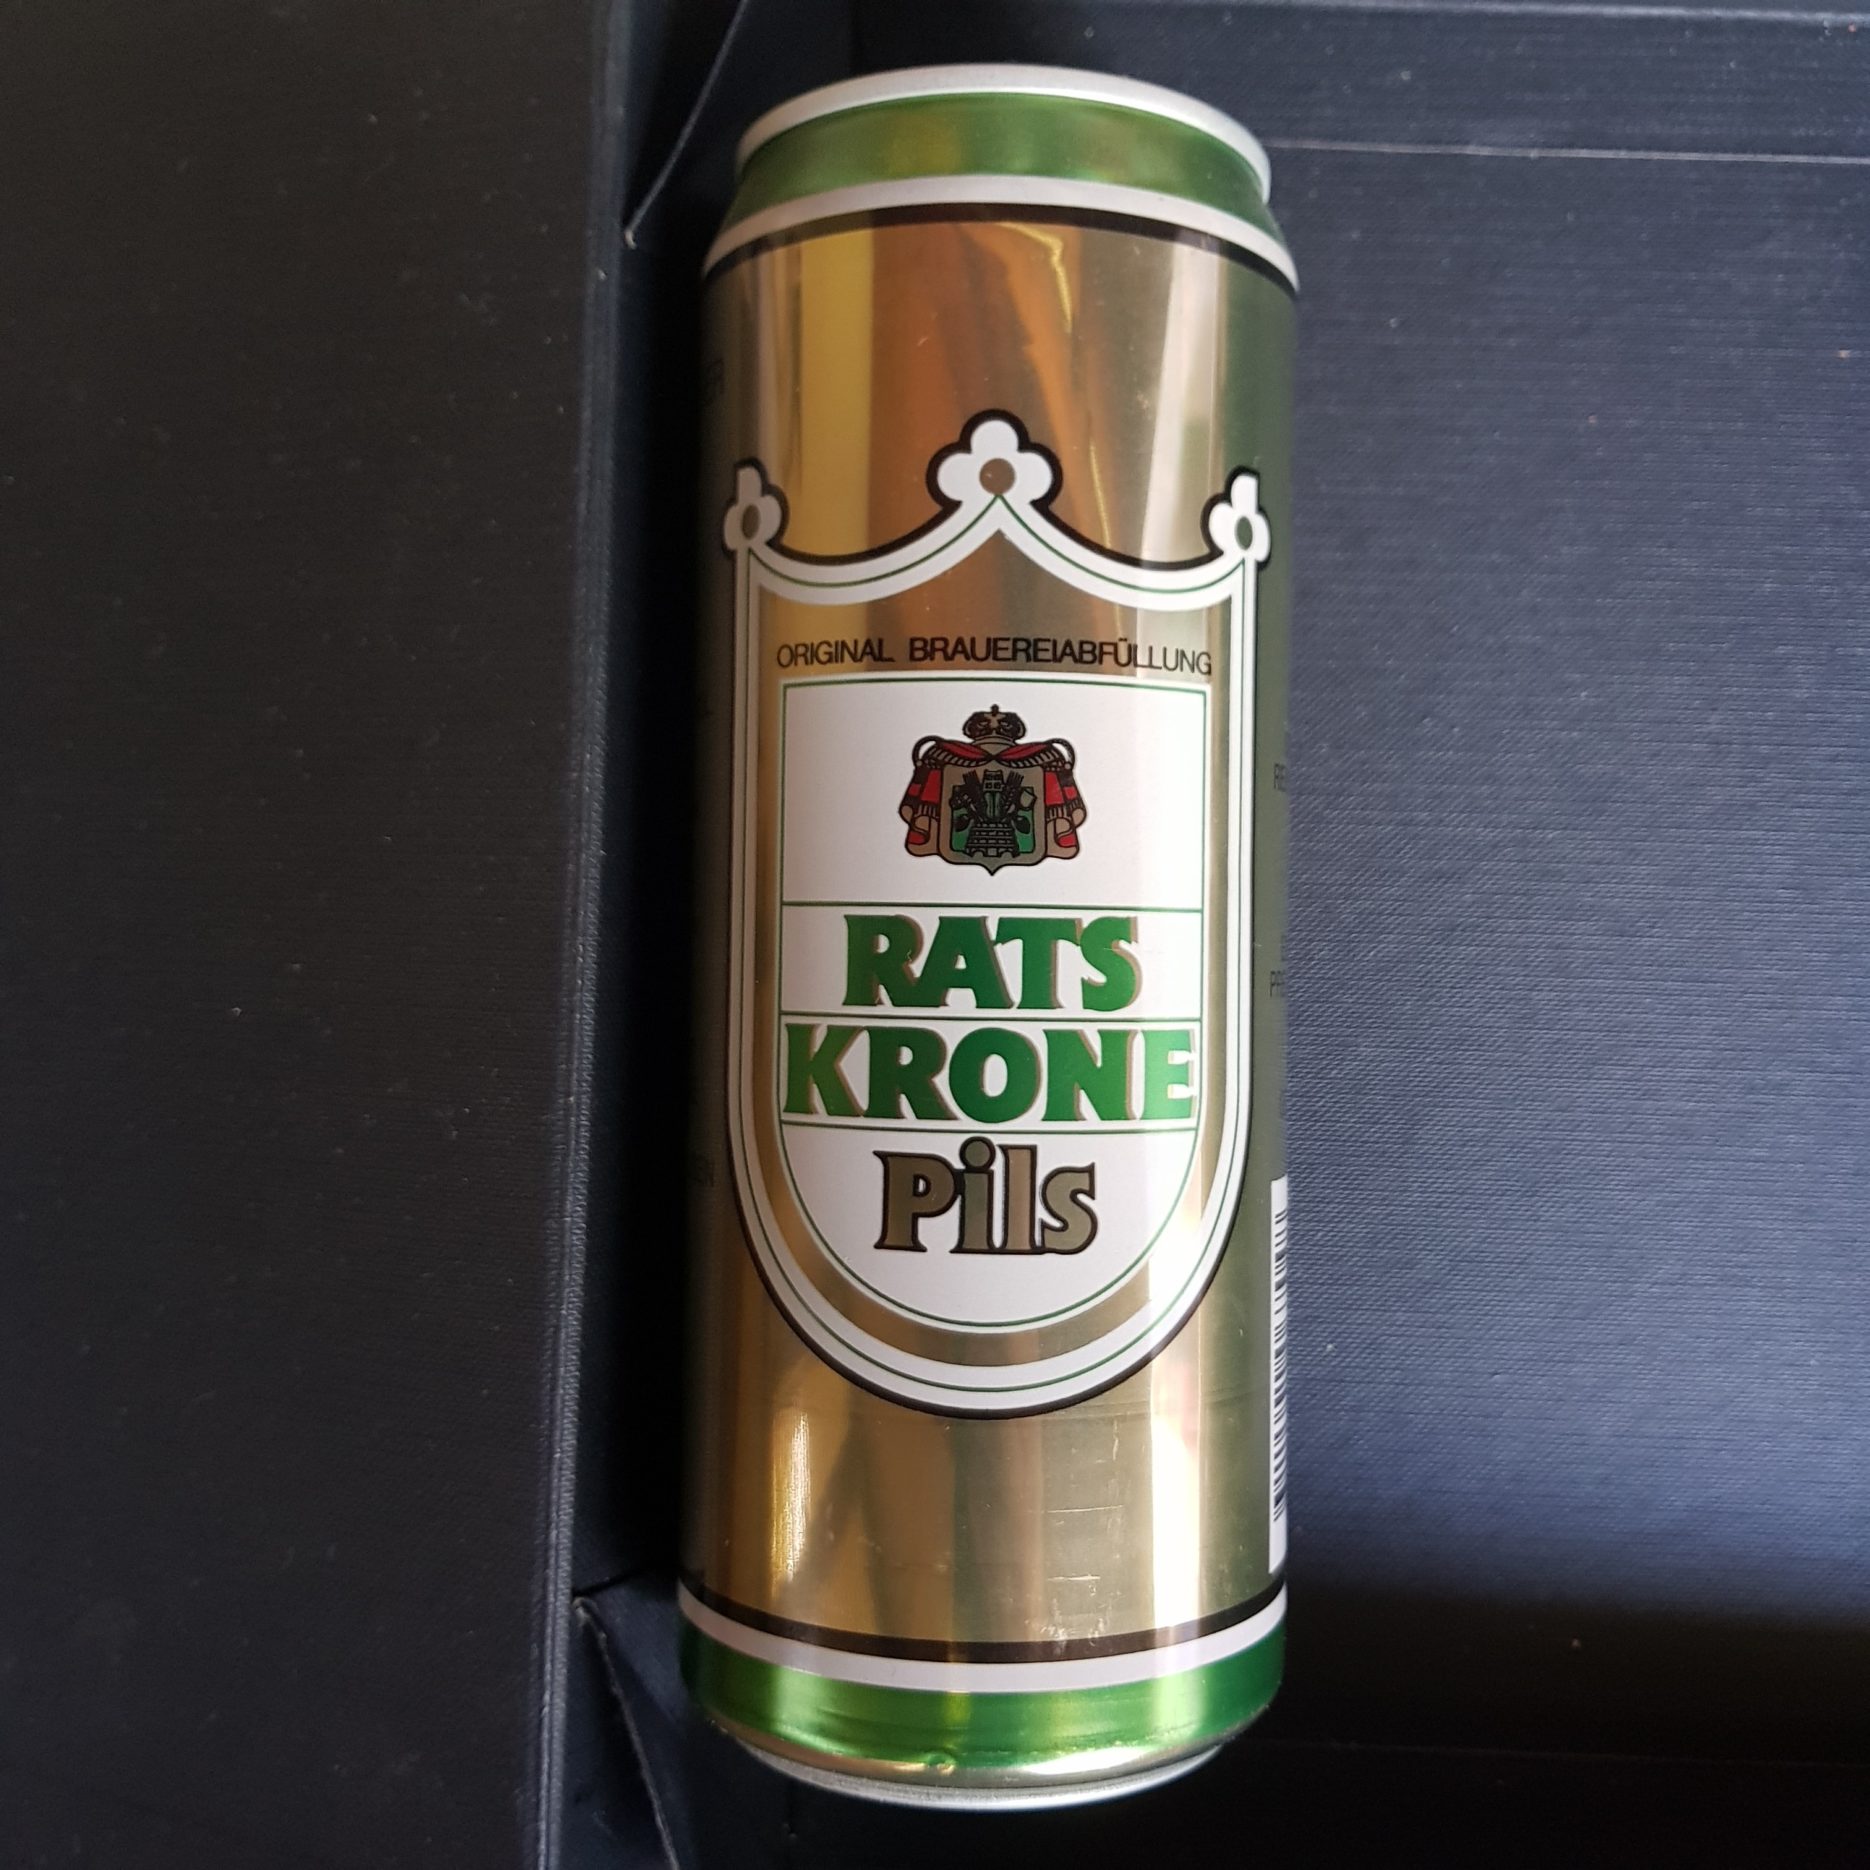 ORIGINAL BRAUEREIABFÜLLUNG
RATS
KRONE
Pils